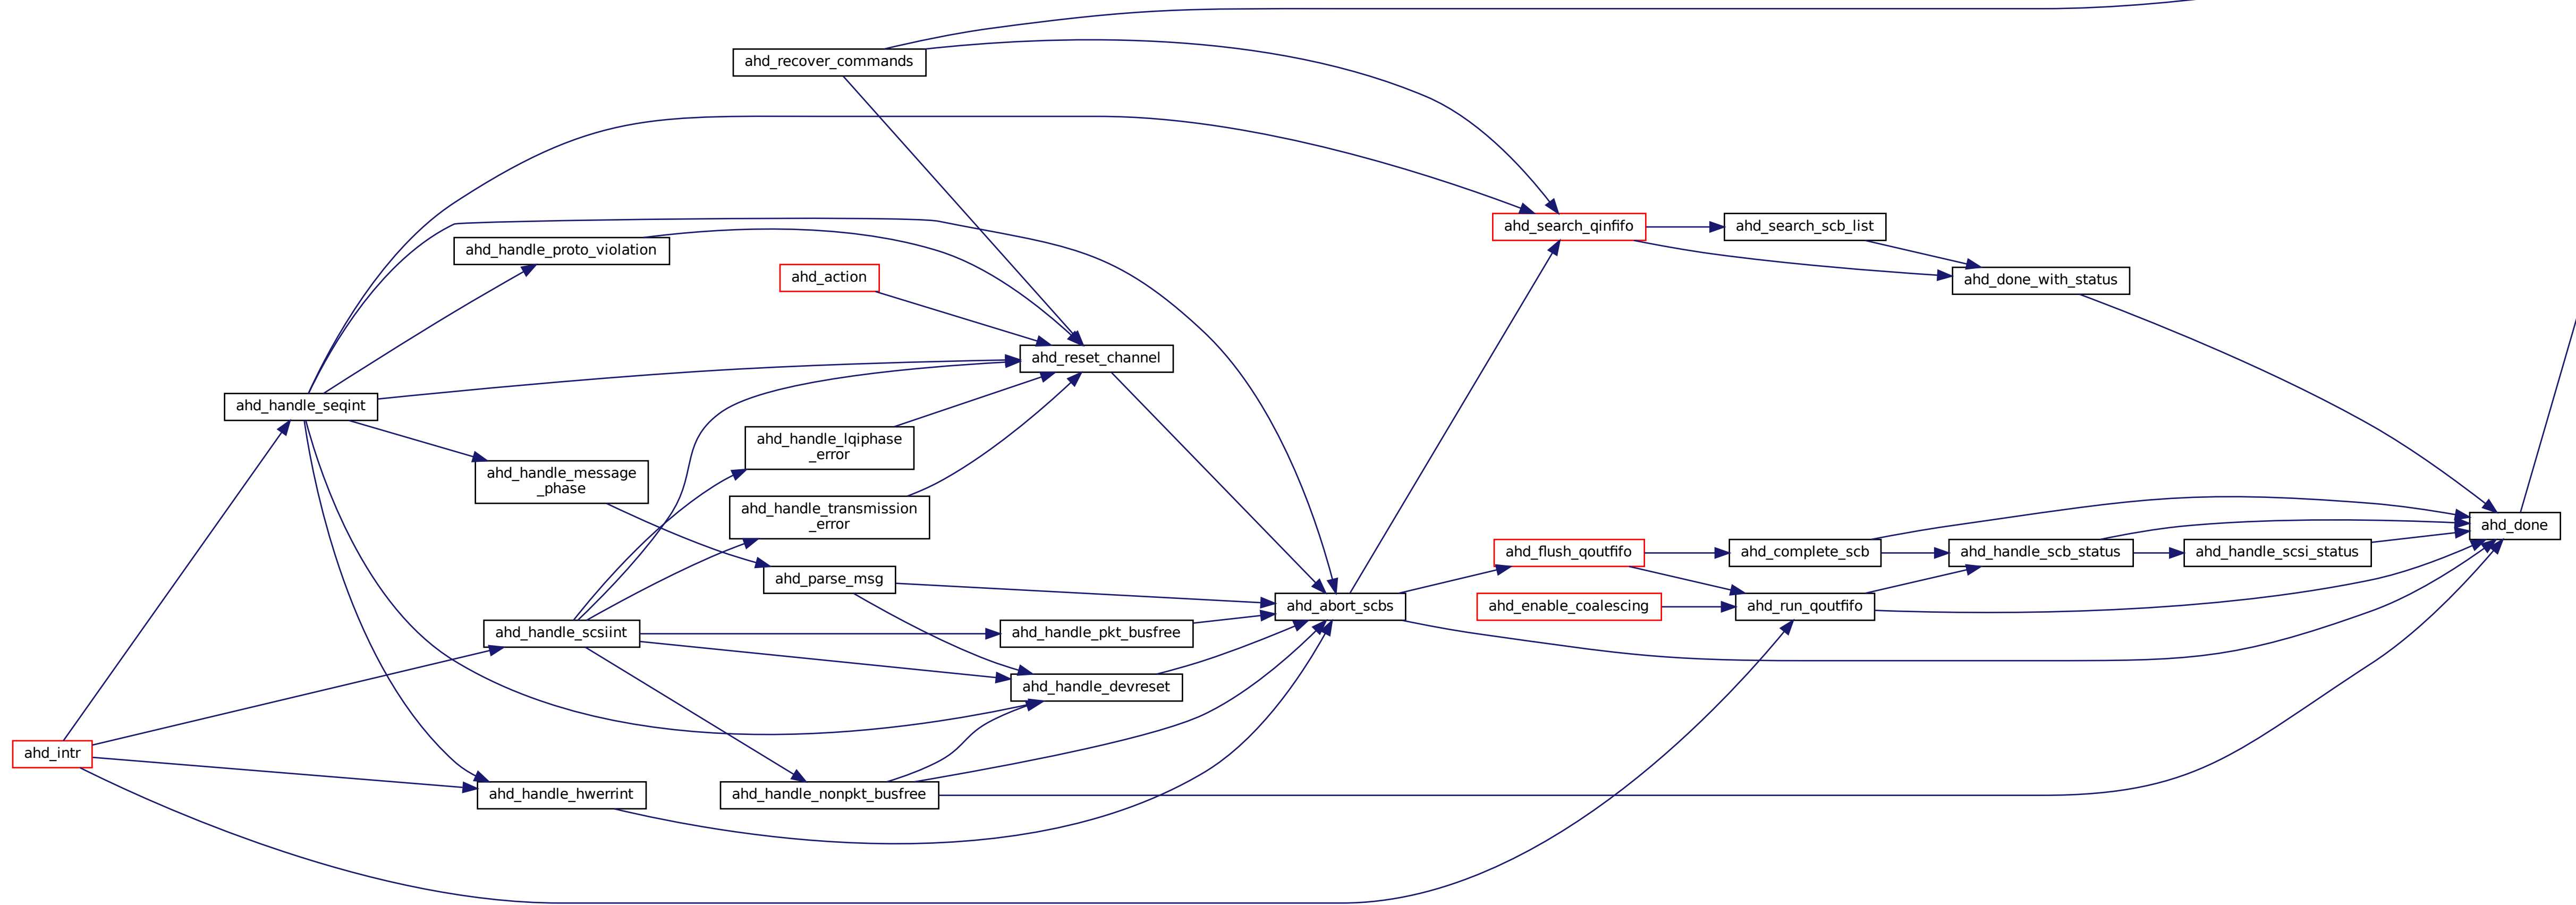 ahd_recover_commands
ahd_search_qinfifo
ahd_search_scb_list
ahd_handle_proto_violation
ahd_action
ahd_done_with_status
ahd_reset_channel
ahd_handle_seqint
ahd_handle_lqiphase
_error
ahd_handle_message
_phase
ahd_handle_transmission
_error
ahd_done
ahd_flush_qoutfifo
ahd_complete_scb
ahd_handle_scb_status
ahd_handle_scsi_status
ahd_parse_msg
ahd_abort_scbs
ahd_enable_coalescing
ahd_run_qoutfifo
ahd_handle_scsiint
ahd_handle_pkt_busfree
ahd_handle_devreset
ahd_intr
ahd_handle_hwerrint
ahd_handle_nonpkt_busfree